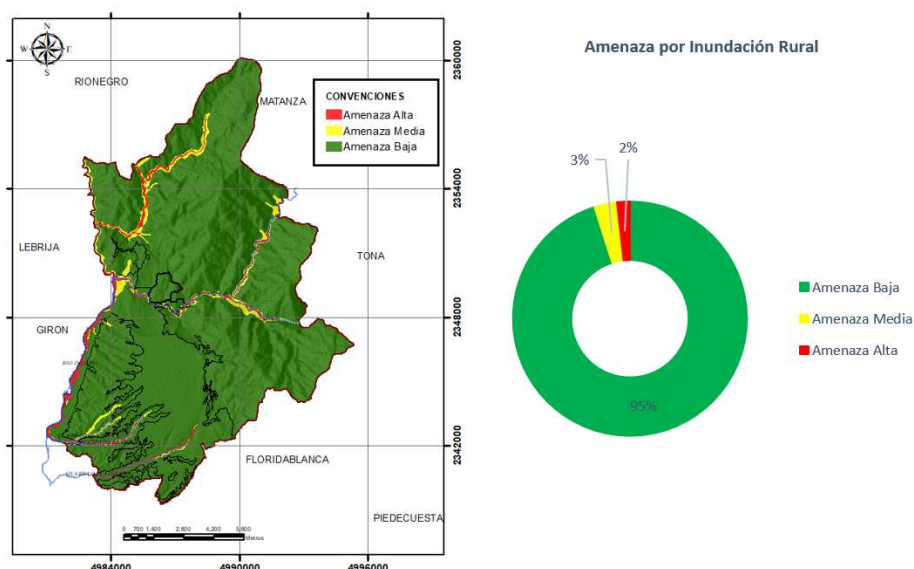 N
W
E
S
RIONEGRO
MATANZA
CONVENCIONES
Amenaza Alta
Amenaza Media
Amenaza Baja
LEBRIJA
TONA
GIRON
FLORIDABLANCA
PIEDECUESTA
0 700 1,400 2,800 4,200 5,600
Metros
4984000
4990000
4996000
2360000
2354000
2348000
2342000
Amenaza por Inundación Rural
3%
2%
95%
Amenaza Baja
Amenaza Media
Amenaza Alta